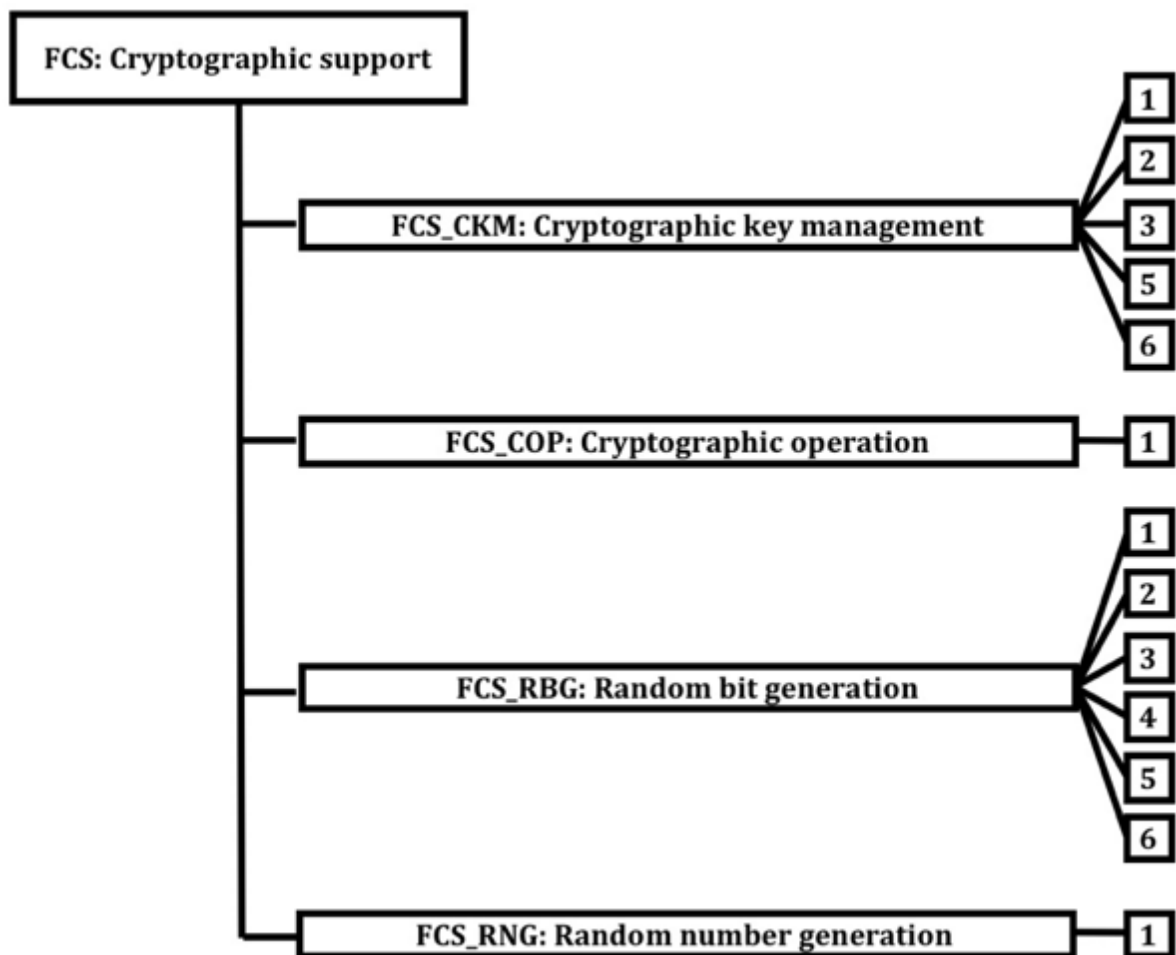 FCS: Cryptographic support
FCS_CKM: Cryptographic key management
1
2
3
5
6
FCS_COP: Cryptographic operation
1
FCS_RBG: Random bit generation
1
2
3
4
5
6
FCS_RNG: Random number generation
1